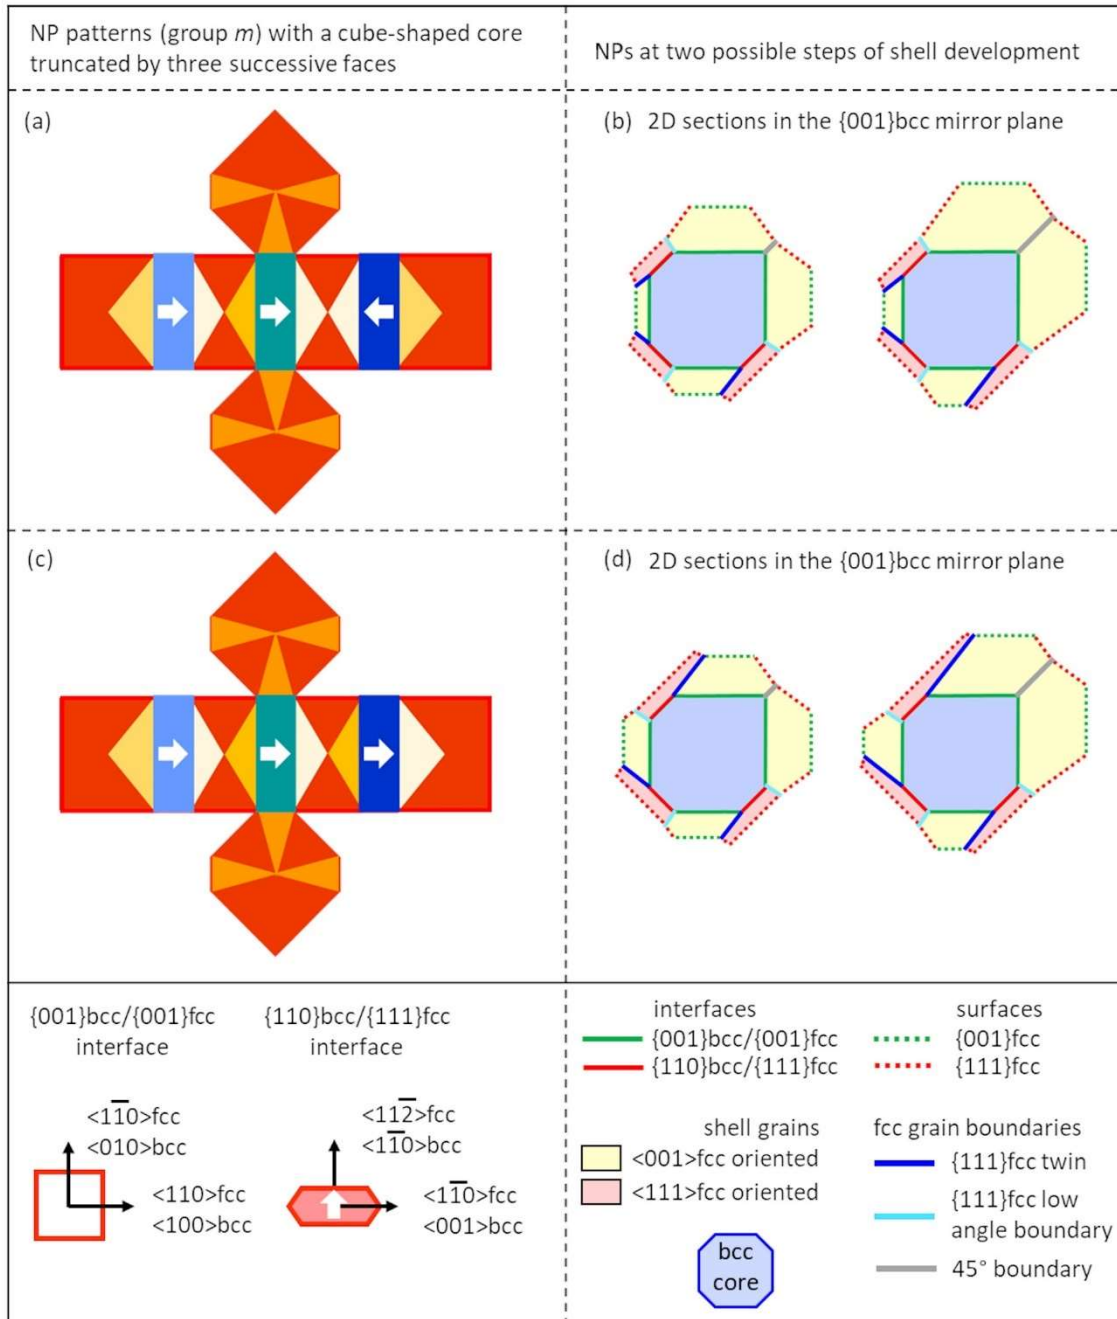 NP patterns (group m) with a cube-shaped core
truncated by three successive faces
NPs at two possible steps of shell development
(a)
(b) 2D sections in the {001}bcc mirror plane
(c)
(d) 2D sections in the {001}bcc mirror plane
{001}bcc/{001}fcc
interface
<11̅0>fcc
<010>bcc
<110>fcc
<100>bcc
{110}bcc/{111}fcc
interface
<112̅>fcc
<11̅0>bcc
<11̅0>fcc
<001>bcc
interfaces
{001}bcc/{001}fcc
{110}bcc/{111}fcc
surfaces
{001}fcc
{111}fcc
shell grains
<001>fcc oriented
<111>fcc oriented
bcc
core
fcc grain boundaries
{111}fcc twin
{111}fcc low
angle boundary
45° boundary